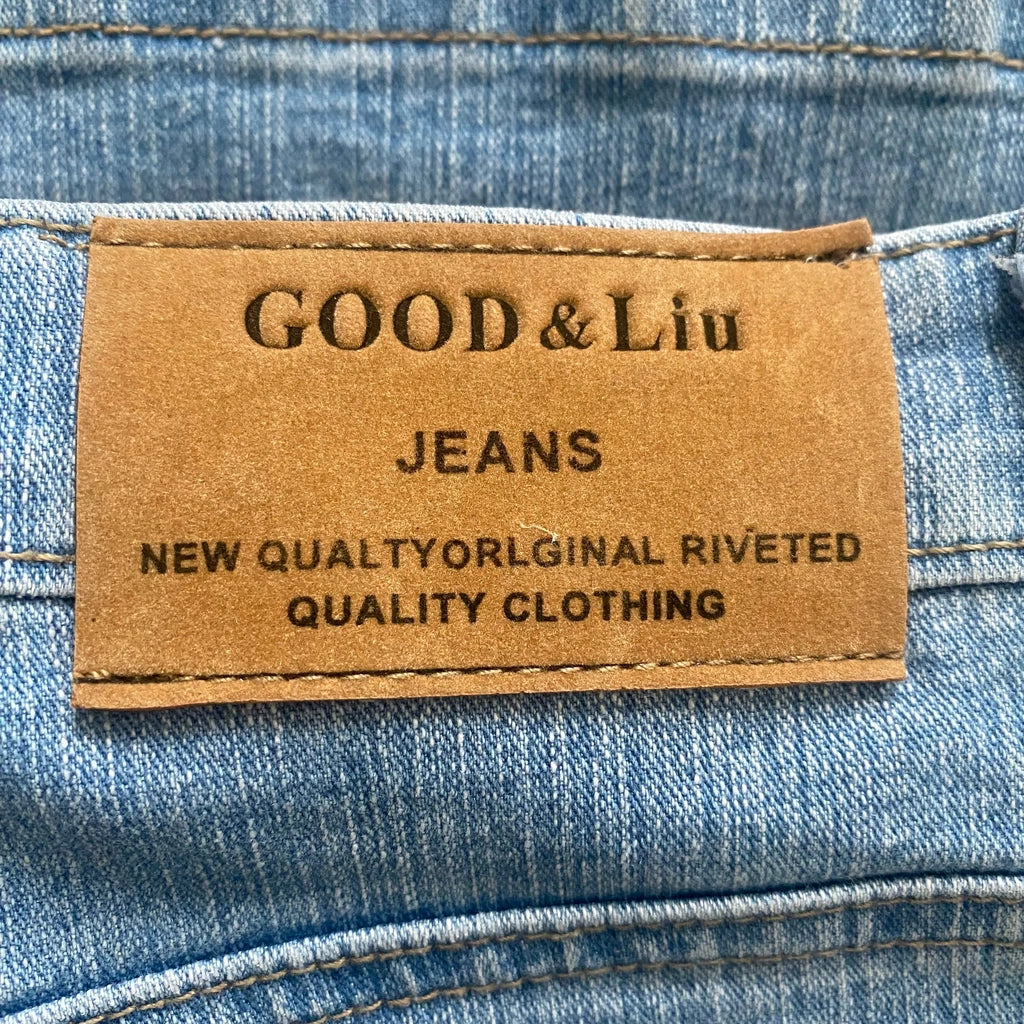 GOOD & Liu
JEANS
NEW QUALTYORLGINAL RIVETED
QUALITY CLOTHING